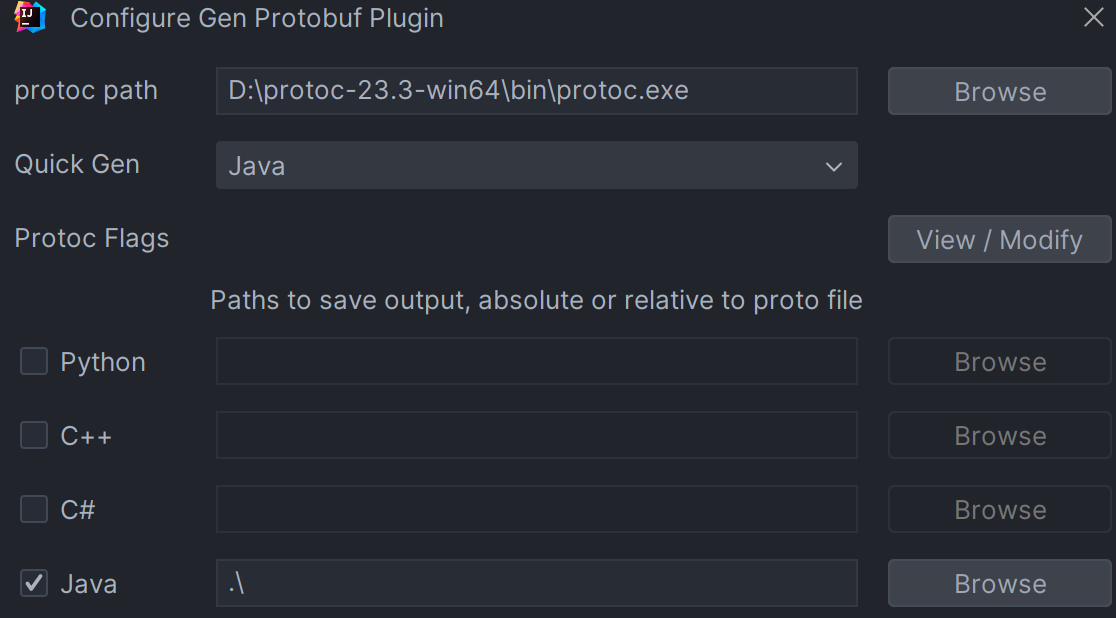 IJ Configure Gen Protobuf Plugin
protoc path D:\protoc-23.3-win64\bin\protoc.exe Browse
Quick Gen Java
Protoc Flags View / Modify
Paths to save output, absolute or relative to proto file
Python Browse
C++ Browse
C# Browse
Java .\ Browse